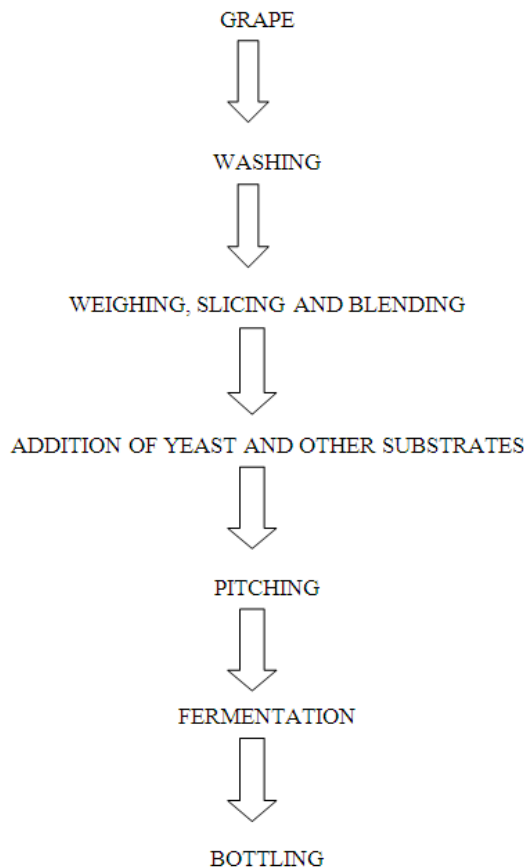 GRAPE
WASHING
WEIGHING, SLICING AND BLENDING
ADDITION OF YEAST AND OTHER SUBSTRATES
PITCHING
FERMENTATION
BOTTLING